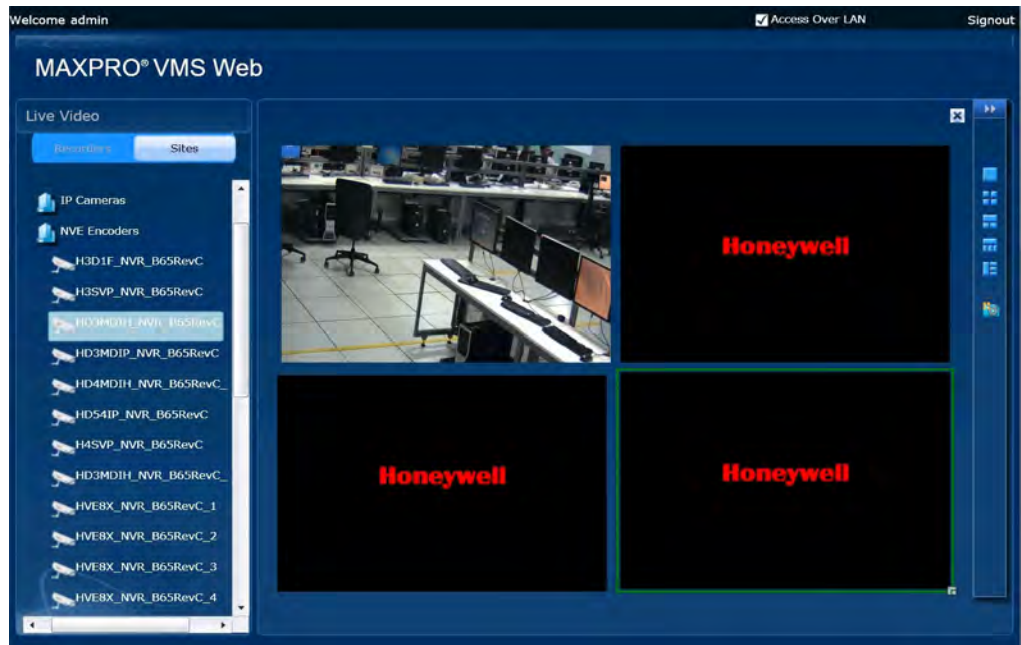 Welcome admin
Access Over LAN
Signout
MAXPRO® VMS Web
Live Video
Recorders
Sites
IP Cameras
NVE Encoders
H3D1F_NVR_B65RevC
H3SVP_NVR_B65RevC
HD3MDIH_NVR_B65RevC
HD3MDIP_NVR_B65RevC
HD4MDIH_NVR_B65RevC_
HD54IP_NVR_B65RevC
H4SVP_NVR_B65RevC
HD3MDIH_NVR_B65RevC_
HVE8X_NVR_B65RevC_1
HVE8X_NVR_B65RevC_2
HVE8X_NVR_B65RevC_3
HVE8X_NVR_B65RevC_4
Honeywell
Honeywell
Honeywell